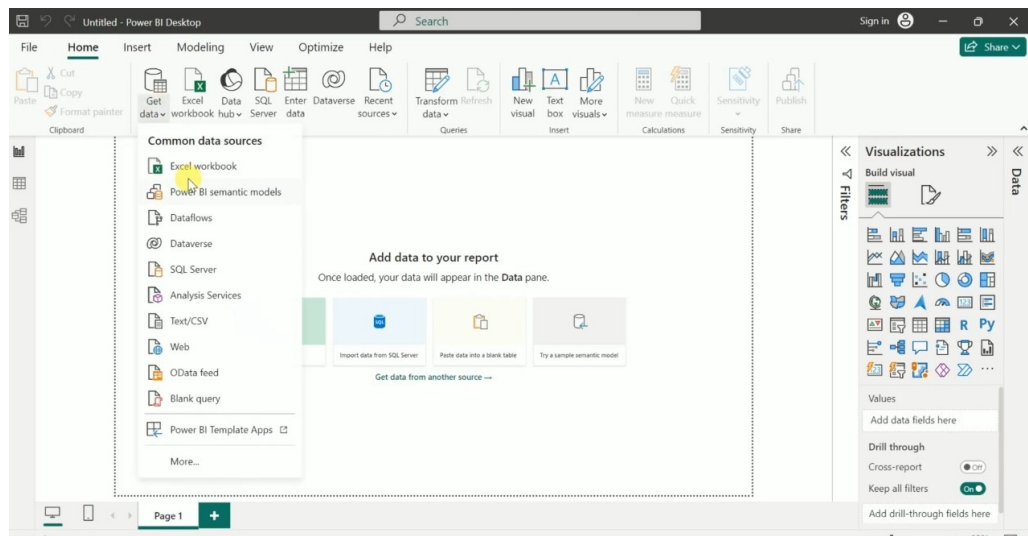 Untitled - Power BI Desktop
Search
Sign in
File Home Insert Modeling View Optimize Help
Share
Paste
Cut
Copy
Format painter
Get data
Excel workbook
Data hub
SQL Server
Enter data
Dataverse
Recent sources
Transform data
Refresh
New visual
Text box
More visuals
New measure
Quick measure
Sensitivity
Publish
Clipboard
Queries
Insert
Calculations
Sensitivity
Share
Common data sources
Excel workbook
Power BI semantic models
Dataflows
Dataverse
SQL Server
Analysis Services
Text/CSV
Web
OData feed
Blank query
Power BI Template Apps
More...
Add data to your report
Once loaded, your data will appear in the Data pane.
SQL
Import data from SQL Server
Paste data into a blank table
Try a sample semantic model
Get data from another source →
Filters
Visualizations
Build visual
123
R Py
123
...
Values
Add data fields here
Drill through
Cross-report
Off
Keep all filters
On
Add drill-through fields here
Data
Page 1